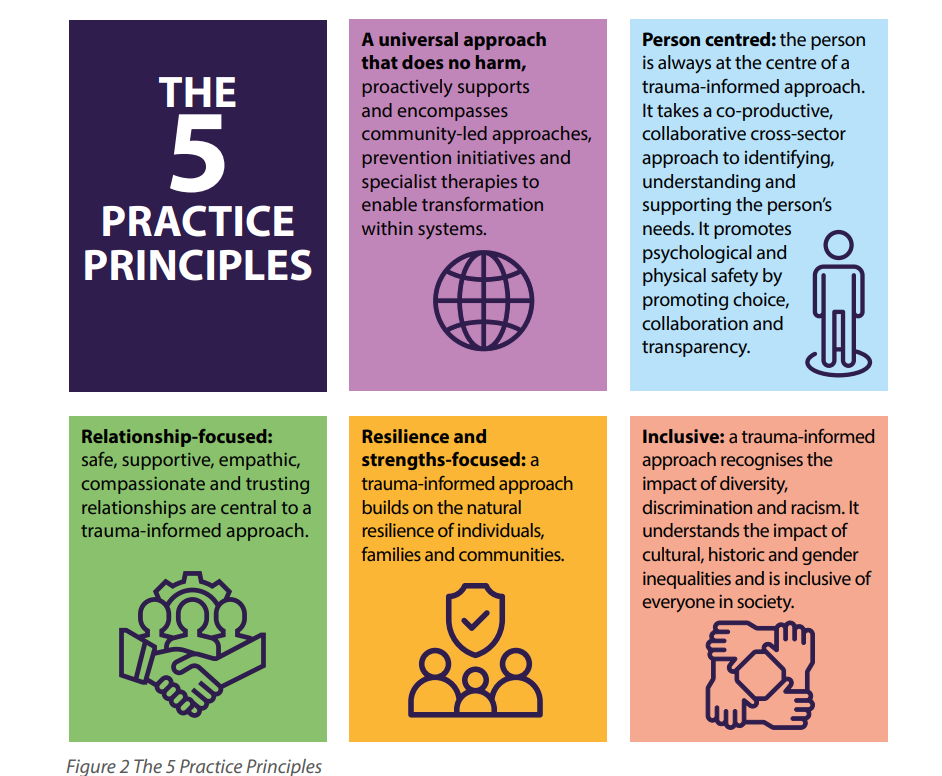 THE
5
PRACTICE
PRINCIPLES
A universal approach
that does no harm,
proactively supports
and encompasses
community-led approaches,
prevention initiatives and
specialist therapies to
enable transformation
within systems.
Person centred: the person
is always at the centre of a
trauma-informed approach.
It takes a co-productive,
collaborative cross-sector
approach to identifying,
understanding and
supporting the person’s
needs. It promotes
psychological and
physical safety by
promoting choice,
collaboration and
transparency.
Relationship-focused:
safe, supportive, empathic,
compassionate and trusting
relationships are central to a
trauma-informed approach.
Resilience and
strengths-focused: a
trauma-informed approach
builds on the natural
resilience of individuals,
families and communities.
Inclusive: a trauma-informed
approach recognises the
impact of diversity,
discrimination and racism. It
understands the impact of
cultural, historic and gender
inequalities and is inclusive of
everyone in society.
Figure 2 The 5 Practice Principles